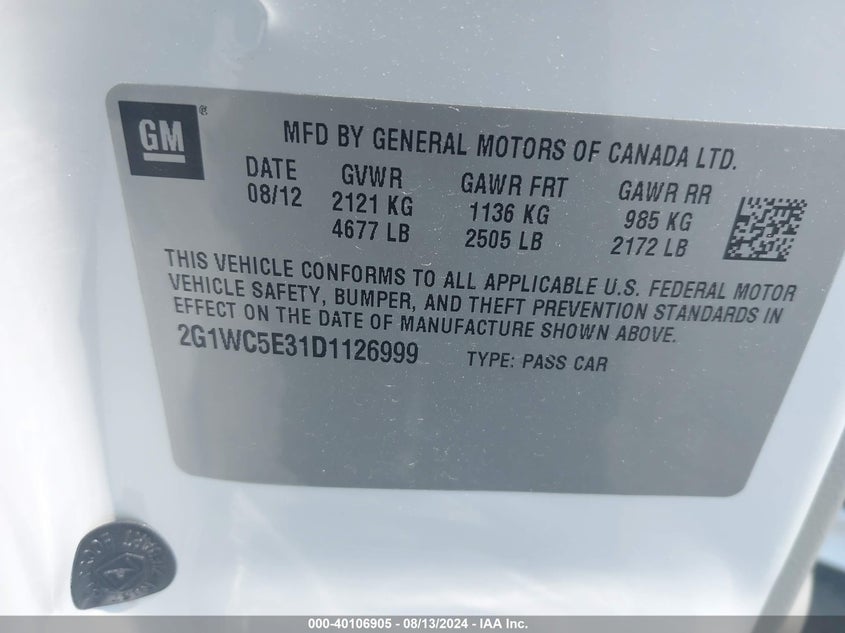 GM®
MFD BY GENERAL MOTORS OF CANADA LTD.
DATE GVWR GAWR FRT GAWR RR
08/12 2121 KG 1136 KG 985 KG
4677 LB 2505 LB 2172 LB
THIS VEHICLE CONFORMS TO ALL APPLICABLE U.S. FEDERAL MOTOR
VEHICLE SAFETY, BUMPER, AND THEFT PREVENTION STANDARDS IN
EFFECT ON THE DATE OF MANUFACTURE SHOWN ABOVE.
2G1WC5E31D1126999 TYPE: PASS CAR
000-40106905 - 08/13/2024 - IAA Inc.